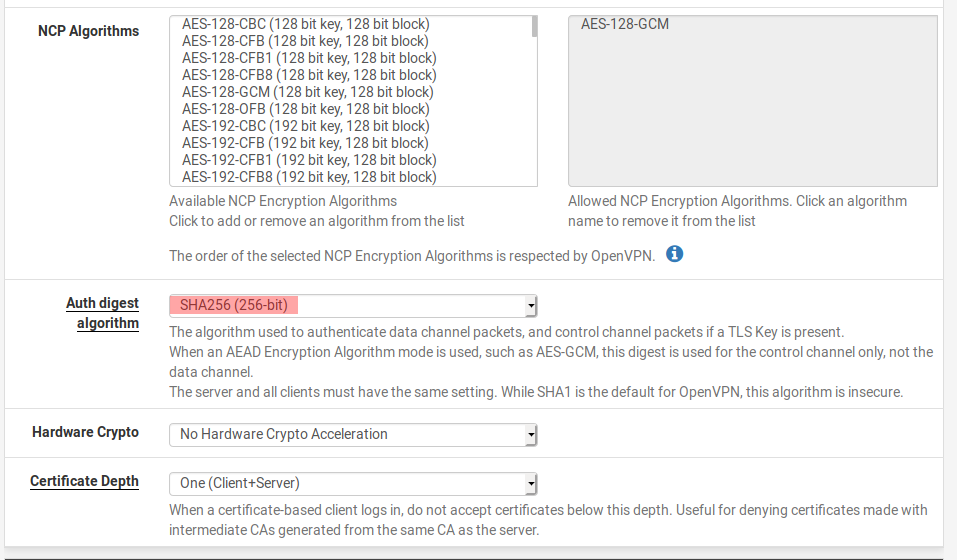 NCP Algorithms
AES-128-CBC (128 bit key, 128 bit block)
AES-128-CFB (128 bit key, 128 bit block)
AES-128-CFB1 (128 bit key, 128 bit block)
AES-128-CFB8 (128 bit key, 128 bit block)
AES-128-GCM (128 bit key, 128 bit block)
AES-128-OFB (128 bit key, 128 bit block)
AES-192-CBC (192 bit key, 128 bit block)
AES-192-CFB (192 bit key, 128 bit block)
AES-192-CFB1 (192 bit key, 128 bit block)
AES-192-CFB8 (192 bit key, 128 bit block)
AES-128-GCM
Available NCP Encryption Algorithms
Click to add or remove an algorithm from the list
Allowed NCP Encryption Algorithms. Click an algorithm
name to remove it from the list
The order of the selected NCP Encryption Algorithms is respected by OpenVPN.
Auth digest
algorithm
SHA256 (256-bit)
The algorithm used to authenticate data channel packets, and control channel packets if a TLS Key is present.
When an AEAD Encryption Algorithm mode is used, such as AES-GCM, this digest is used for the control channel only, not the
data channel.
The server and all clients must have the same setting. While SHA1 is the default for OpenVPN, this algorithm is insecure.
Hardware Crypto
No Hardware Crypto Acceleration
Certificate Depth
One (Client+Server)
When a certificate-based client logs in, do not accept certificates below this depth. Useful for denying certificates made with
intermediate CAs generated from the same CA as the server.